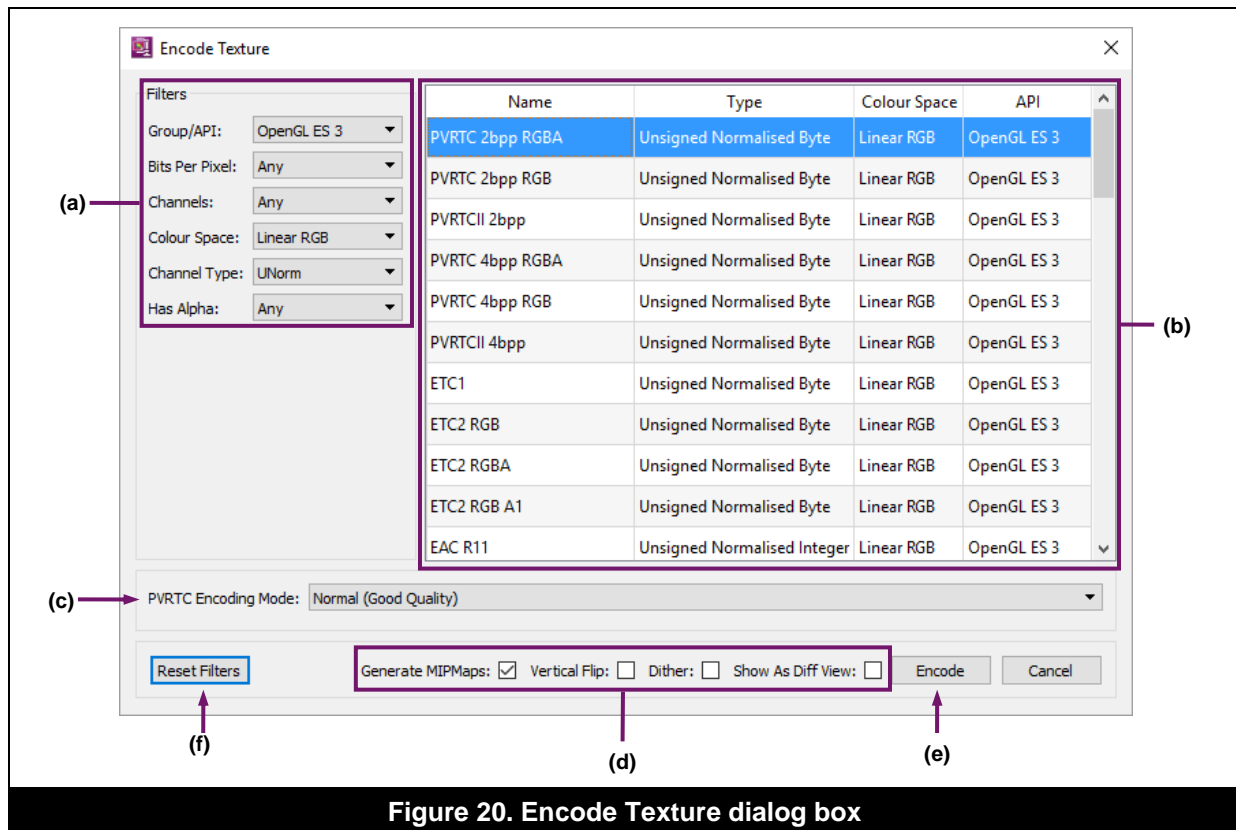 Encode Texture
Filters
Group/API: OpenGL ES 3
Bits Per Pixel: Any
Channels: Any
Colour Space: Linear RGB
Channel Type: UNorm
Has Alpha: Any
(a)
Name Type Colour Space API
PVRTC 2bpp RGBA Unsigned Normalised Byte Linear RGB OpenGL ES 3
PVRTC 2bpp RGB Unsigned Normalised Byte Linear RGB OpenGL ES 3
PVRTCII 2bpp Unsigned Normalised Byte Linear RGB OpenGL ES 3
PVRTC 4bpp RGBA Unsigned Normalised Byte Linear RGB OpenGL ES 3
PVRTC 4bpp RGB Unsigned Normalised Byte Linear RGB OpenGL ES 3
PVRTCII 4bpp Unsigned Normalised Byte Linear RGB OpenGL ES 3
ETC1 Unsigned Normalised Byte Linear RGB OpenGL ES 3
ETC2 RGB Unsigned Normalised Byte Linear RGB OpenGL ES 3
ETC2 RGBA Unsigned Normalised Byte Linear RGB OpenGL ES 3
ETC2 RGB A1 Unsigned Normalised Byte Linear RGB OpenGL ES 3
EAC R11 Unsigned Normalised Integer Linear RGB OpenGL ES 3
(b)
(c) PVRTC Encoding Mode: Normal (Good Quality)
Reset Filters Generate MIPMaps: Vertical Flip: Dither: Show As Diff View: Encode Cancel
(f) (d) (e)
Figure 20. Encode Texture dialog box